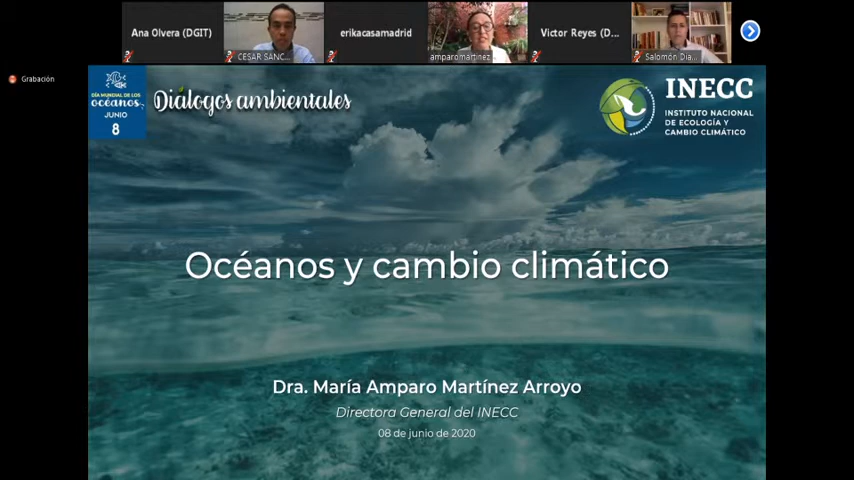 Ana Olvera (DGIT)
CESAR SANC...
erikacasamadrid
amparomartinez
Victor Reyes (D...
Salomón Dia...
Grabación
DÍA MUNDIAL DE LOS
océanos,
JUNIO
8
Diálogos ambientales
INECC
INSTITUTO NACIONAL
DE ECOLOGÍA Y
CAMBIO CLIMÁTICO
Océanos y cambio climático
Dra. María Amparo Martínez Arroyo
Directora General del INECC
08 de junio de 2020